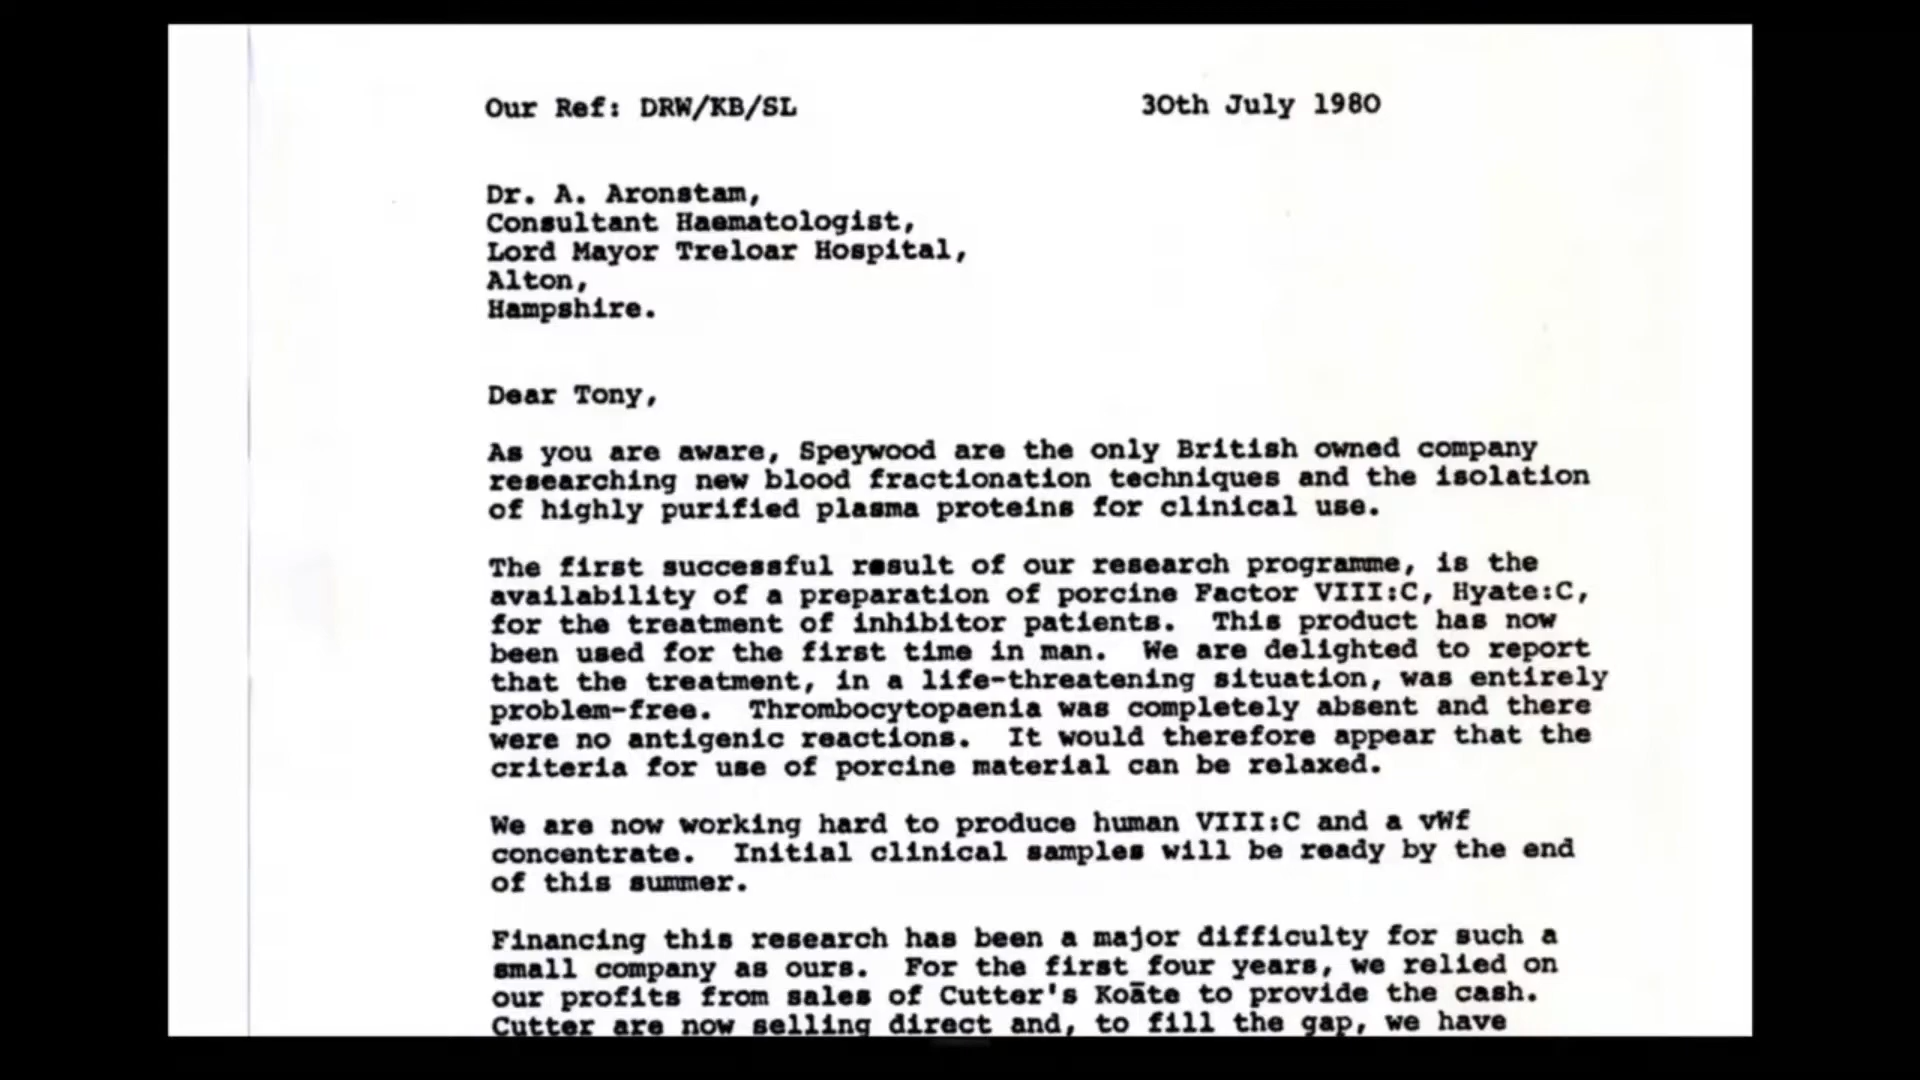 Our Ref: DRW/KB/SL 30th July 1980
Dr. A. Aronstam,
Consultant Haematologist,
Lord Mayor Treloar Hospital,
Alton,
Hampshire.
Dear Tony,
As you are aware, Speywood are the only British owned company
researching new blood fractionation techniques and the isolation
of highly purified plasma proteins for clinical use.
The first successful result of our research programme, is the
availability of a preparation of porcine Factor VIII:C, Hyate:C,
for the treatment of inhibitor patients. This product has now
been used for the first time in man. We are delighted to report
that the treatment, in a life-threatening situation, was entirely
problem-free. Thrombocytopaenia was completely absent and there
were no antigenic reactions. It would therefore appear that the
criteria for use of porcine material can be relaxed.
We are now working hard to produce human VIII:C and a vWf
concentrate. Initial clinical samples will be ready by the end
of this summer.
Financing this research has been a major difficulty for such a
small company as ours. For the first four years, we relied on
our profits from sales of Cutter's Koāte to provide the cash.
Cutter are now selling direct and, to fill the gap, we have